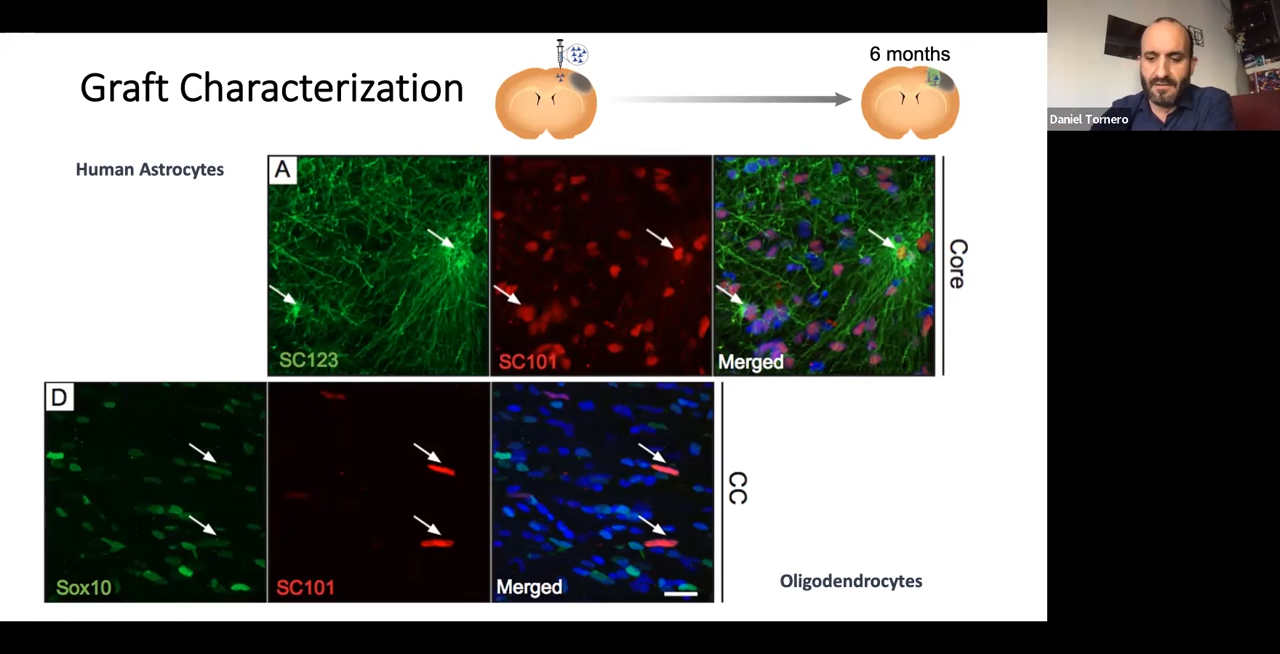 Graft Characterization
6 months
Daniel Tornero
Human Astrocytes
A
SC123
SC101
Merged
Core
D
Sox10
SC101
Merged
CC
Oligodendrocytes